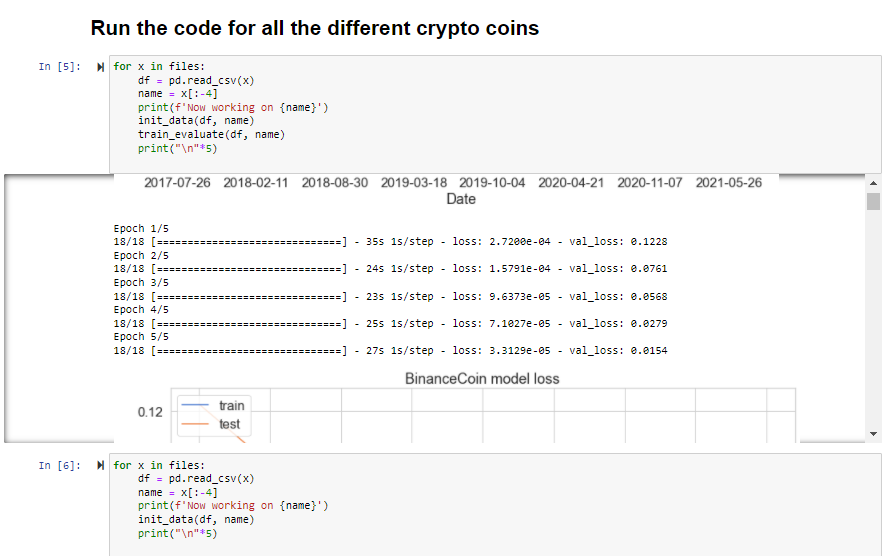 Run the code for all the different crypto coins
In [5]:
for x in files:
    df = pd.read_csv(x)
    name = x[:-4]
    print(f'Now working on {name}')
    init_data(df, name)
    train_evaluate(df, name)
    print("\n"*5)
2017-07-26 2018-02-11 2018-08-30 2019-03-18 2019-10-04 2020-04-21 2020-11-07 2021-05-26
Date
Epoch 1/5
18/18 [==============================] - 35s 1s/step - loss: 2.7200e-04 - val_loss: 0.1228
Epoch 2/5
18/18 [==============================] - 24s 1s/step - loss: 1.5791e-04 - val_loss: 0.0761
Epoch 3/5
18/18 [==============================] - 23s 1s/step - loss: 9.6373e-05 - val_loss: 0.0568
Epoch 4/5
18/18 [==============================] - 25s 1s/step - loss: 7.1027e-05 - val_loss: 0.0279
Epoch 5/5
18/18 [==============================] - 27s 1s/step - loss: 3.3129e-05 - val_loss: 0.0154
BinanceCoin model loss
0.12
train
test
In [6]:
for x in files:
    df = pd.read_csv(x)
    name = x[:-4]
    print(f'Now working on {name}')
    init_data(df, name)
    print("\n"*5)